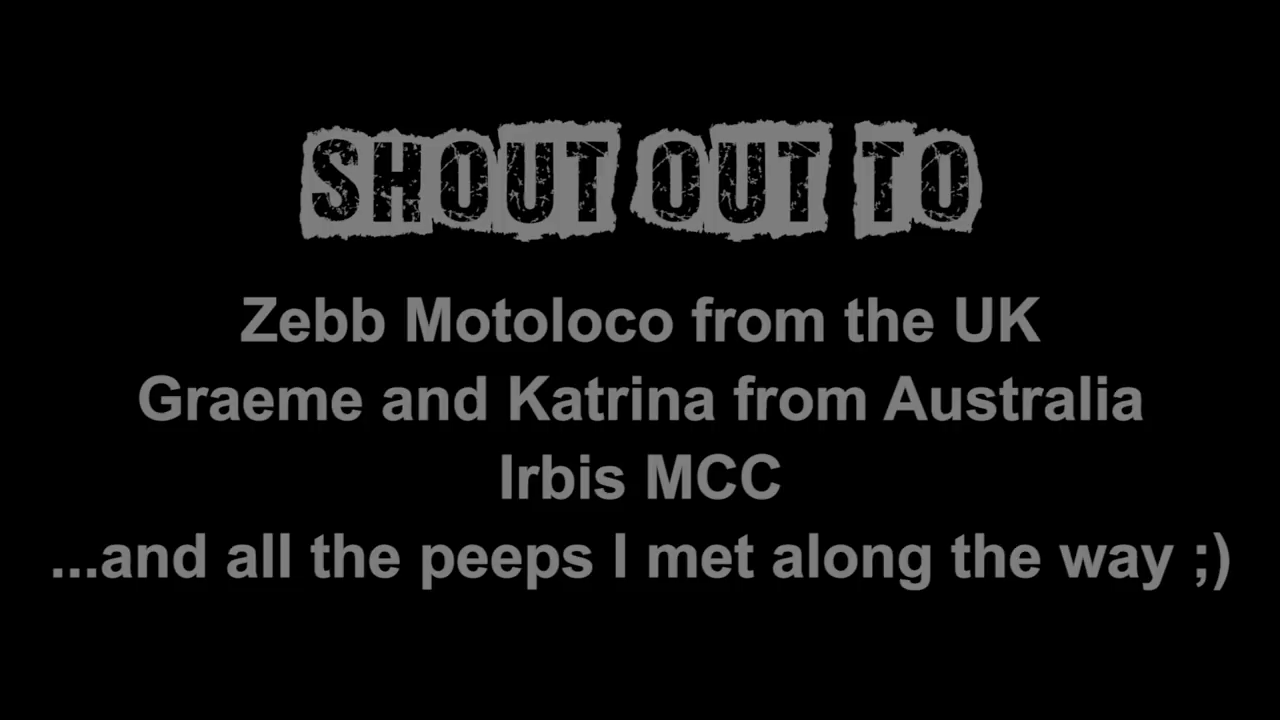 SHOUT OUT TO
Zebb Motoloco from the UK
Graeme and Katrina from Australia
Irbis MCC
...and all the peeps I met along the way ;)